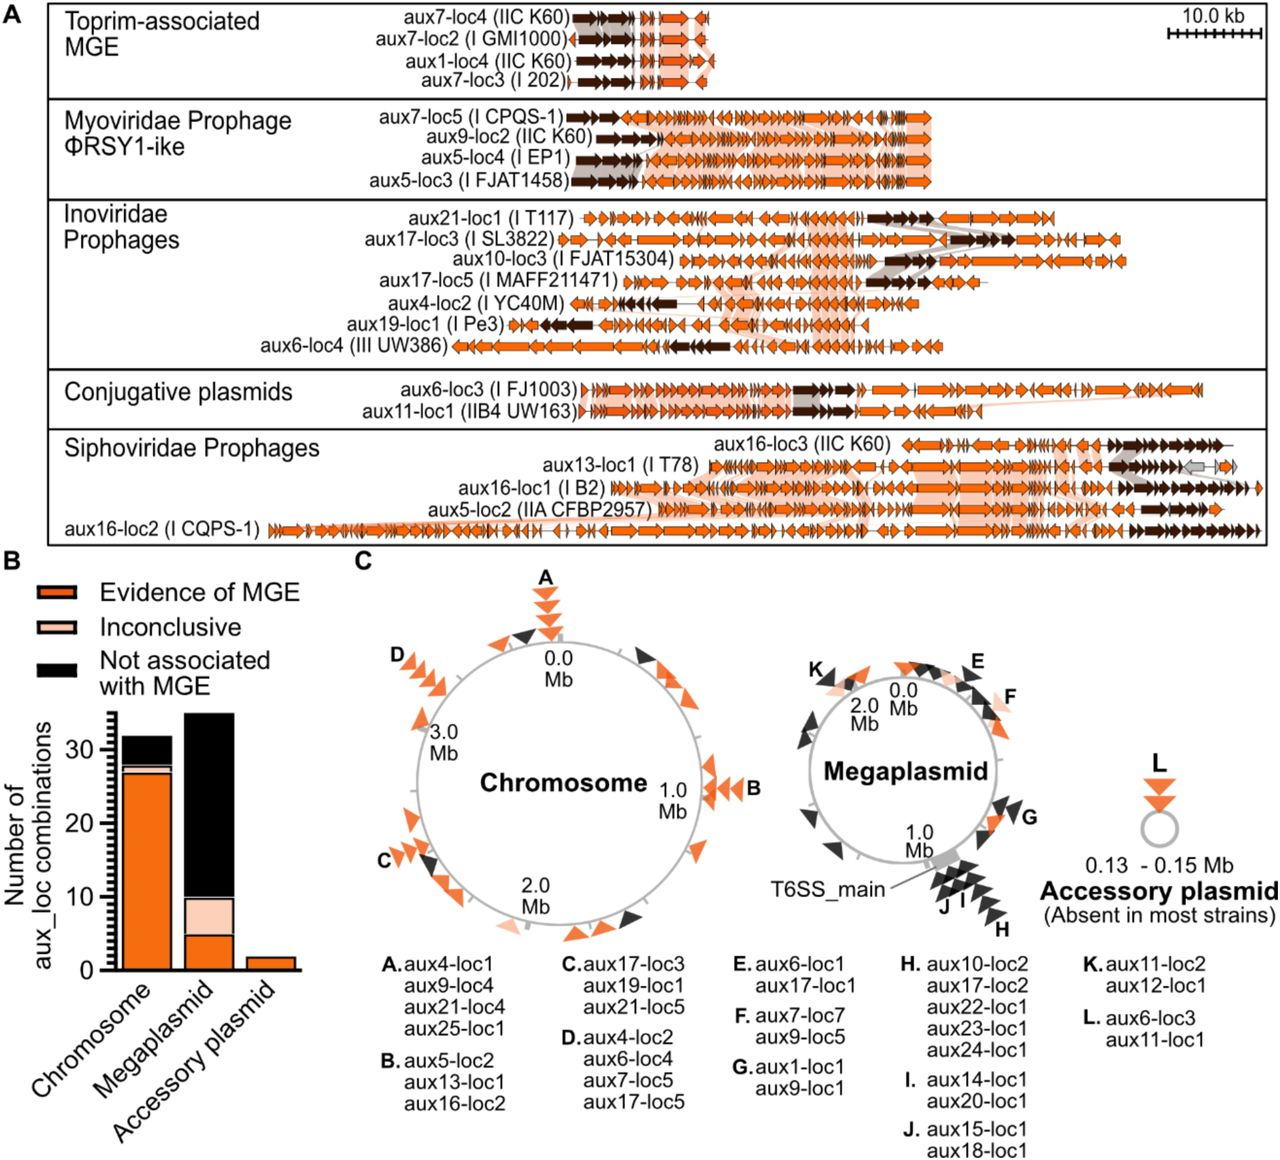 A
Toprim-associated
MGE
aux7-loc4 (IIC K60)
aux7-loc2 (I GMI1000)
aux1-loc4 (IIC K60)
aux7-loc3 (I 202)
10.0 kb
Myoviridae Prophage
ΦRSY1-ike
aux7-loc5 (I CPQS-1)
aux9-loc2 (IIC K60)
aux5-loc4 (I EP1)
aux5-loc3 (I FJAT1458)
Inoviridae
Prophages
aux21-loc1 (I T117)
aux17-loc3 (I SL3822)
aux10-loc3 (I FJAT15304)
aux17-loc5 (I MAFF211471)
aux4-loc2 (I YC40M)
aux19-loc1 (I Pe3)
aux6-loc4 (III UW386)
Conjugative plasmids
aux6-loc3 (I FJ1003)
aux11-loc1 (IIB4 UW163)
Siphoviridae Prophages
aux16-loc3 (IIC K60)
aux13-loc1 (I T78)
aux16-loc1 (I B2)
aux5-loc2 (IIA CFBP2957)
aux16-loc2 (I CQPS-1)
B
Evidence of MGE
Inconclusive
Not associated
with MGE
Number of
aux_loc combinations
30
20
10
0
Chromosome
Megaplasmid
Accessory plasmid
C
A
B
C
D
0.0
Mb
1.0
Mb
2.0
Mb
3.0
Mb
Chromosome
K
E
F
G
H
I
J
0.0
Mb
1.0
Mb
2.0
Mb
Megaplasmid
T6SS_main
L
0.13 - 0.15 Mb
Accessory plasmid
(Absent in most strains)
A. aux4-loc1
aux9-loc4
aux21-loc4
aux25-loc1
B. aux5-loc2
aux13-loc1
aux16-loc2
C. aux17-loc3
aux19-loc1
aux21-loc5
D. aux4-loc2
aux6-loc4
aux7-loc5
aux17-loc5
E. aux6-loc1
aux17-loc1
F. aux7-loc7
aux9-loc5
G. aux1-loc1
aux9-loc1
H. aux10-loc2
aux17-loc2
aux22-loc1
aux23-loc1
aux24-loc1
I. aux14-loc1
aux20-loc1
J. aux15-loc1
aux18-loc1
K. aux11-loc2
aux12-loc1
L. aux6-loc3
aux11-loc1